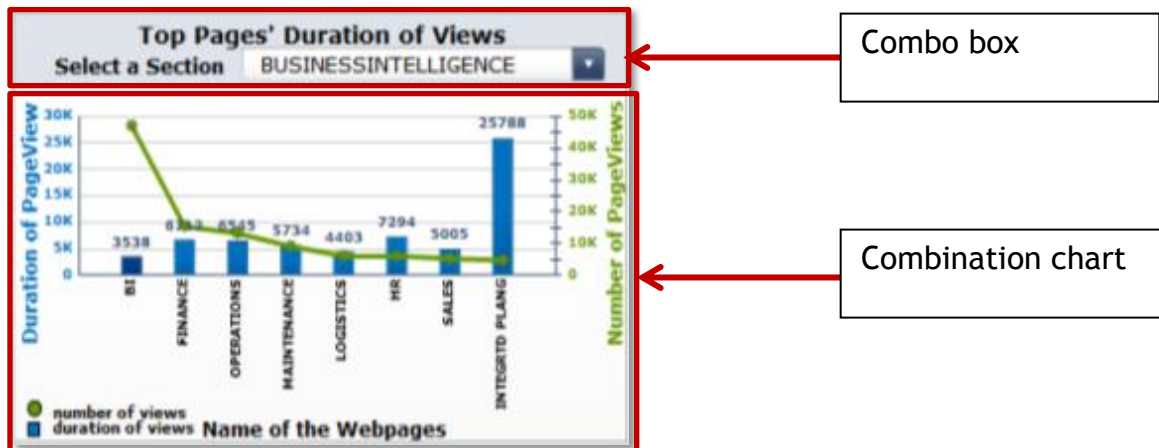 Top Pages' Duration of Views
Select a Section BUSINESSINTELLIGENCE
Combo box
Duration of PageView
30K
25K
20K
15K
10K
5K
0
3538
6545
5734
4403
7294
5005
25788
50K
40K
30K
20K
10K
0
Number of PageViews
BI
FINANCE
OPERATIONS
MAINTENANCE
LOGISTICS
HR
SALES
INTEGRTD PLANG
number of views
duration of views
Name of the Webpages
Combination chart